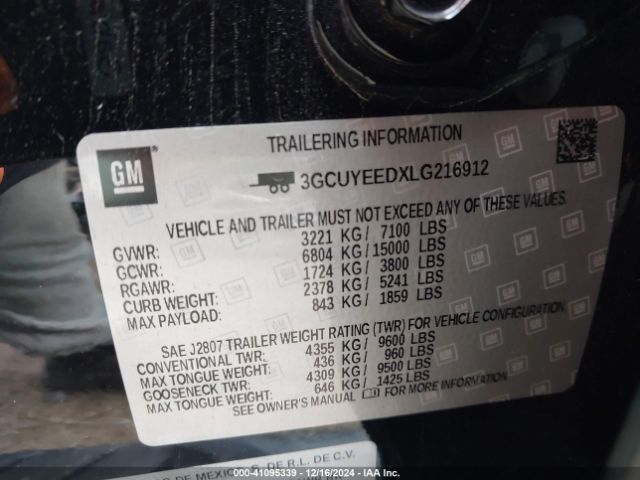 TRAILERING INFORMATION
GM
3GCUYEEDXLG216912
VEHICLE AND TRAILER MUST NOT EXCEED ANY OF THESE VALUES.
GVWR: 3221 KG/ 7100 LBS
GCWR: 6804 KG/15000 LBS
RGAWR: 1724 KG/ 3800 LBS
CURB WEIGHT: 2378 KG/ 5241 LBS
MAX PAYLOAD: 843 KG/ 1859 LBS
SAE J2807 TRAILER WEIGHT RATING (TWR) FOR VEHICLE CONFIGURATION.
CONVENTIONAL TWR: 4355 KG/ 9600 LBS
MAX TONGUE WEIGHT: 436 KG/ 960 LBS
GOOSENECK TWR: 4309 KG/ 9500 LBS
MAX TONGUE WEIGHT: 646 KG/ 1425 LBS
SEE OWNER'S MANUAL FOR MORE INFORMATION
DE MEXICO S. DE R.L. DE C.V.
©www-41095339 - 12/16/2024 - IAA Inc.